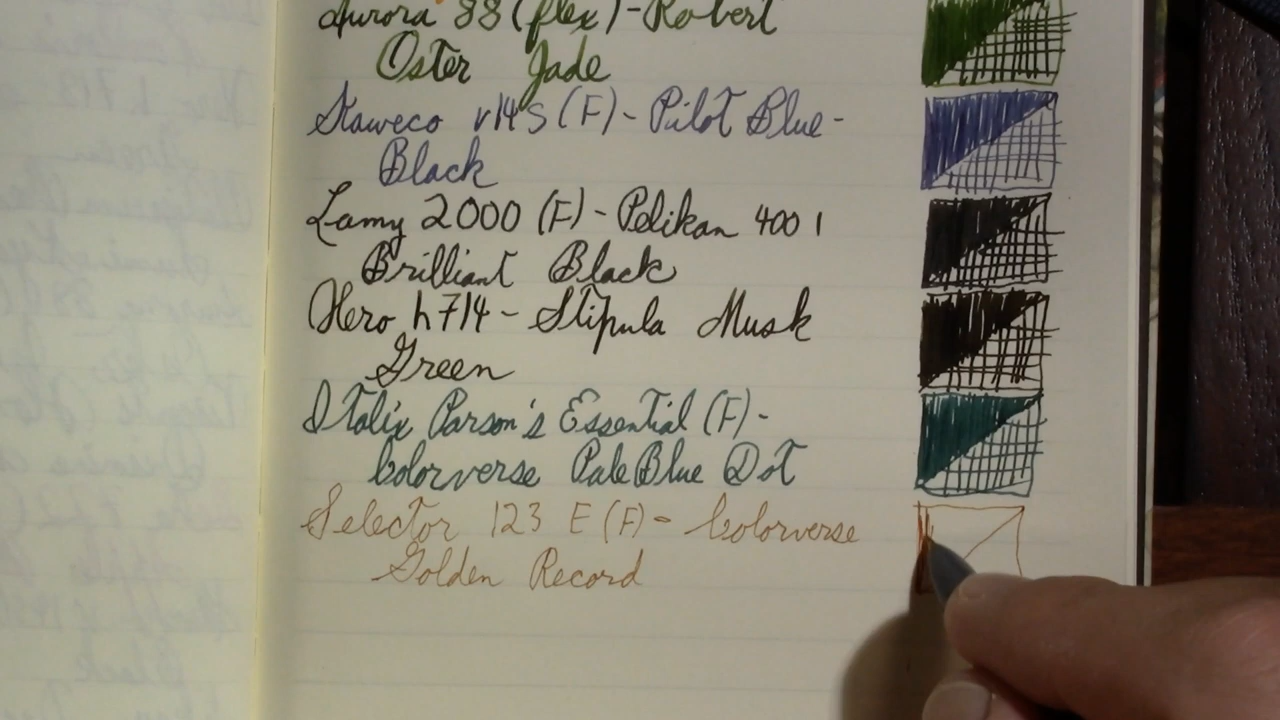 Aurora 88 (flex) - Robert
Oster Jade
Kaweco v14s (F) - Pilot Blue-
Black
Lamy 2000 (F) - Pelikan 4001
Brilliant Black
Hero h714 - Stipula Musk
Green
Italix Parson's Essential (F) -
Colorverse Pale Blue Dot
Selector 123 E (F) - Colorverse
Golden Record